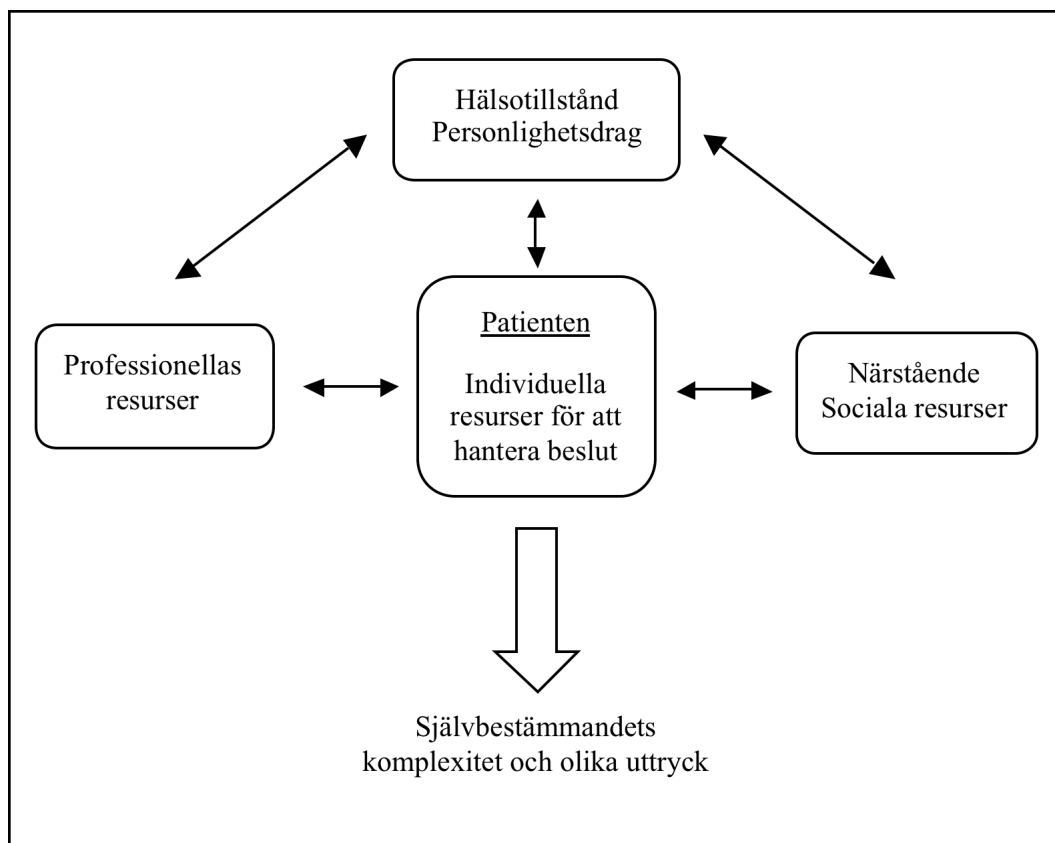 Hälsotillstånd
Personlighetsdrag
Professionellas
resurser
Patienten
Individuella
resurser för att
hantera beslut
Närstående
Sociala resurser
Självbestämmandets
komplexitet och olika uttryck